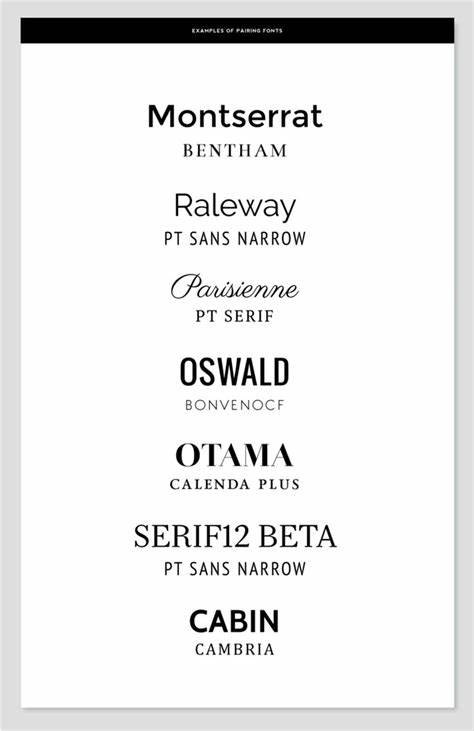 EXAMPLES OF PAIRING FONTS
Montserrat
BENTHAM
Raleway
PT SANS NARROW
Parisienne
PT SERIF
OSWALD
BONVENOCF
OTAMA
CALENDA PLUS
SERIF12 BETA
PT SANS NARROW
CABIN
CAMBRIA